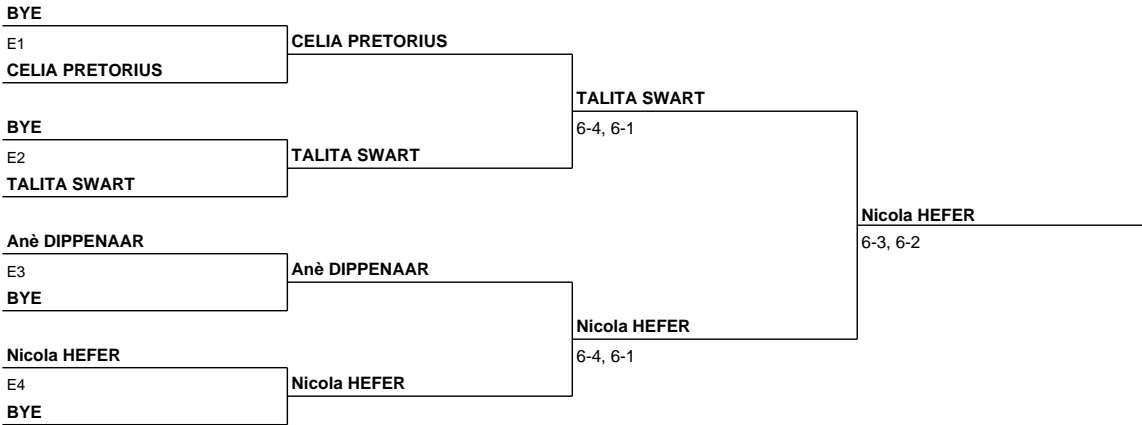 BYE
E1
CELIA PRETORIUS
CELIA PRETORIUS
TALITA SWART
6-4, 6-1
BYE
E2
TALITA SWART
TALITA SWART
Nicola HEFER
6-3, 6-2
Anè DIPPENAAR
E3
Anè DIPPENAAR
BYE
Nicola HEFER
6-4, 6-1
Nicola HEFER
E4
Nicola HEFER
BYE